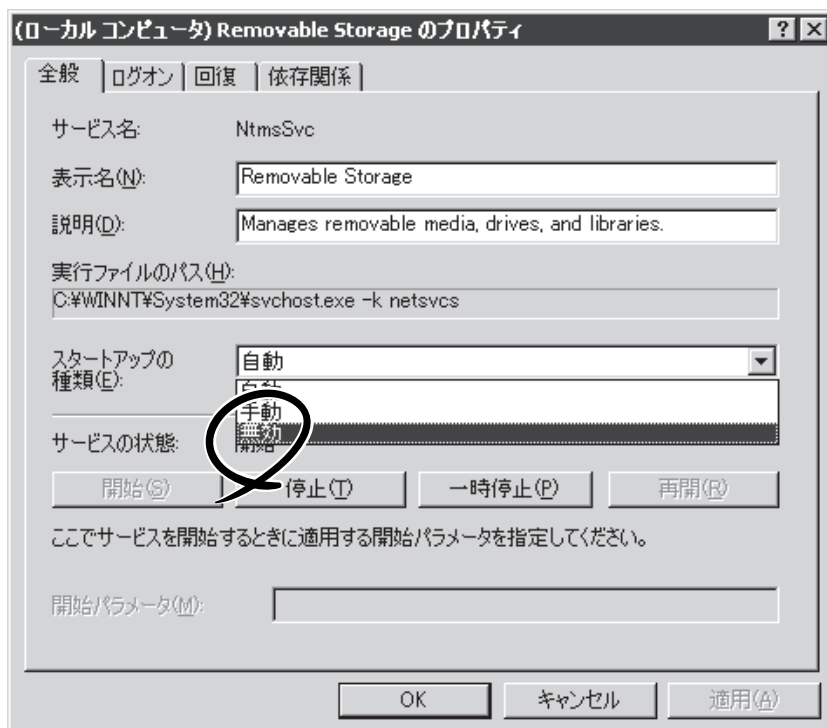 (ローカル コンピュータ) Removable Storage のプロパティ
全般 ログオン 回復 依存関係
サービス名: NtmsSvc
表示名(N): Removable Storage
説明(D): Manages removable media, drives, and libraries.
実行ファイルのパス(H):
C:¥WINNT¥System32¥svchost.exe -k netsvcs
スタートアップの
種類(E):
自動
自動
手動
無効
サービスの状態: 開始
開始(S) 停止(T) 一時停止(P) 再開(R)
ここでサービスを開始するときに適用する開始パラメータを指定してください。
開始パラメータ(M):
OK キャンセル 適用(A)